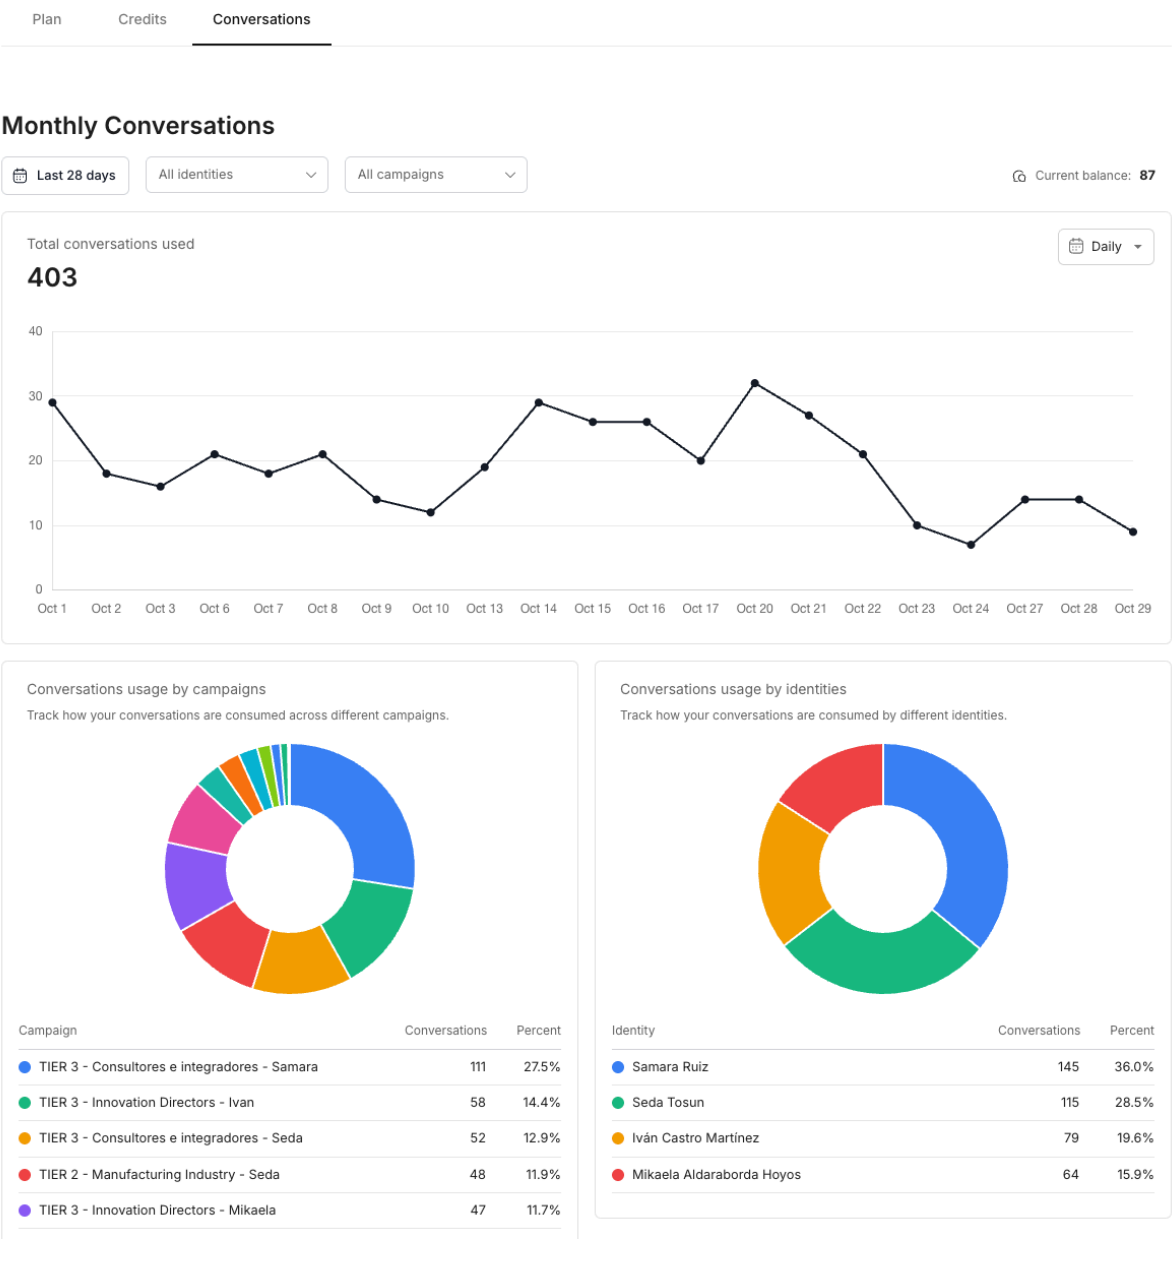 Plan Credits Conversations
Monthly Conversations
Last 28 days All identities All campaigns Current balance: 87
Total conversations used Daily
403
40
30
20
10
0
Oct 1 Oct 2 Oct 3 Oct 6 Oct 7 Oct 8 Oct 9 Oct 10 Oct 13 Oct 14 Oct 15 Oct 16 Oct 17 Oct 20 Oct 21 Oct 22 Oct 23 Oct 24 Oct 27 Oct 28 Oct 29
Conversations usage by campaigns
Track how your conversations are consumed across different campaigns.
Campaign Conversations Percent
TIER 3 - Consultores e integradores - Samara 111 27.5%
TIER 3 - Innovation Directors - Ivan 58 14.4%
TIER 3 - Consultores e integradores - Seda 52 12.9%
TIER 2 - Manufacturing Industry - Seda 48 11.9%
TIER 3 - Innovation Directors - Mikaela 47 11.7%
Conversations usage by identities
Track how your conversations are consumed by different identities.
Identity Conversations Percent
Samara Ruiz 145 36.0%
Seda Tosun 115 28.5%
Iván Castro Martínez 79 19.6%
Mikaela Aldaraborda Hoyos 64 15.9%